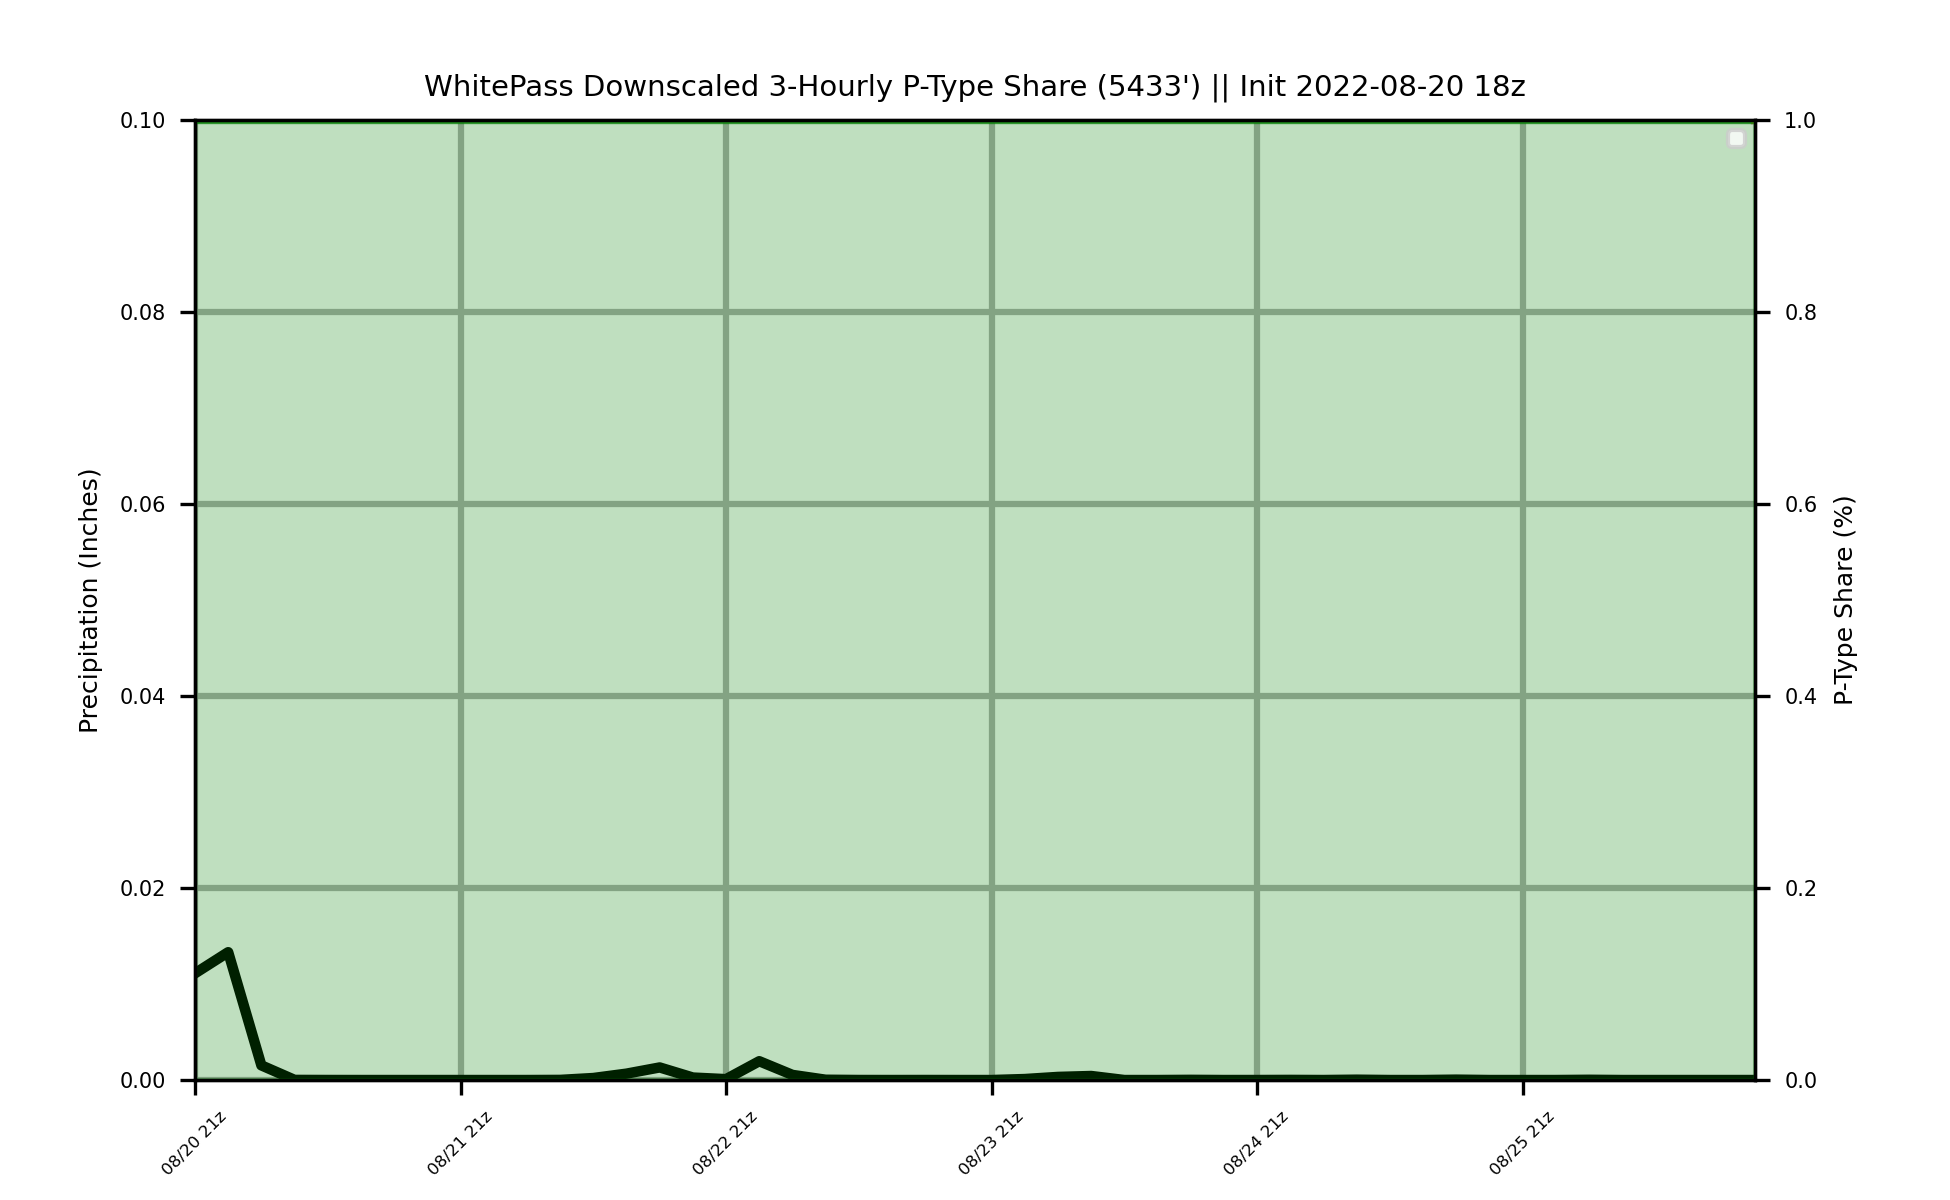 WhitePass Downscaled 3-Hourly P-Type Share (5433') || Init 2022-08-20 18z
0.10
0.08
0.06
0.04
0.02
0.00
Precipitation (Inches)
1.0
0.8
0.6
0.4
0.2
0.0
P-Type Share (%)
08/20 21z
08/21 21z
08/22 21z
08/23 21z
08/24 21z
08/25 21z